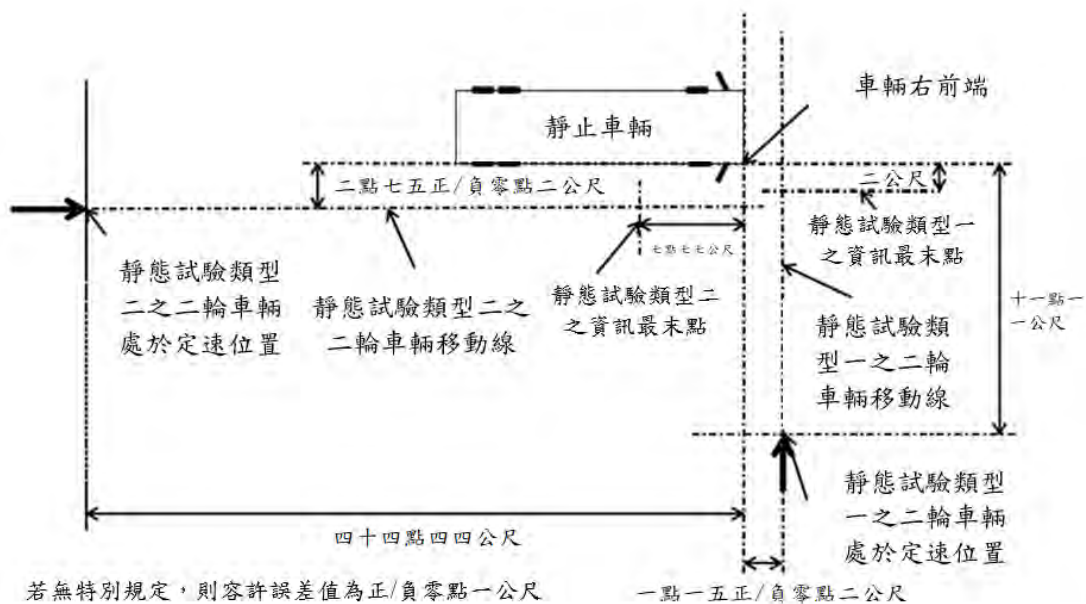 車輛右前端
靜止車輛
二點七五正/負零點二公尺
二公尺
七點七七公尺
靜態試驗類型一
之資訊最末點
靜態試驗類型
二之二輪車輛
處於定速位置
靜態試驗類型二之
二輪車輛移動線
靜態試驗類型二
之資訊最末點
十一點一
一公尺
靜態試驗類
型一之二輪
車輛移動線
靜態試驗類型
一之二輪車輛
處於定速位置
四十四點四四公尺
若無特別規定，則容許誤差值為正/負零點一公尺
一點一五正/負零點二公尺